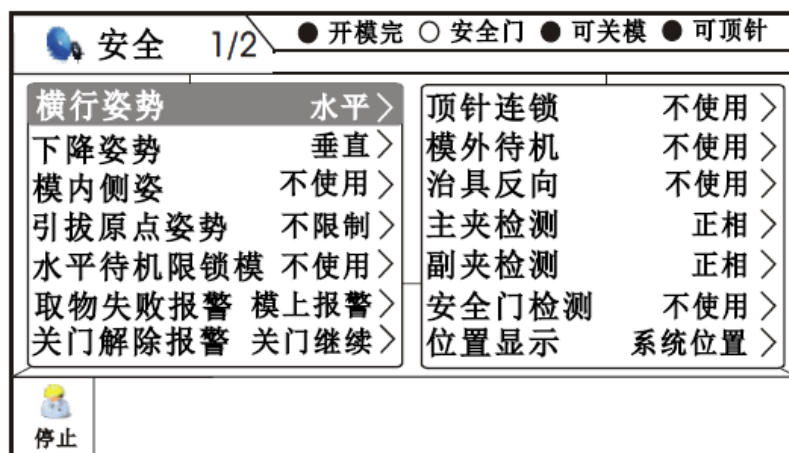 安全 1/2 ● 开模完 ○ 安全门 ● 可关模 ● 可顶针
横行姿势 水平>
下降姿势 垂直>
模内侧姿 不使用>
引拔原点姿势 不限制>
水平待机限锁模 不使用>
取物失败报警 模上报警>
关门解除报警 关门继续>
顶针连锁 不使用>
模外待机 不使用>
治具反向 不使用>
主夹检测 正相>
副夹检测 正相>
安全门检测 不使用>
位置显示 系统位置>
停止